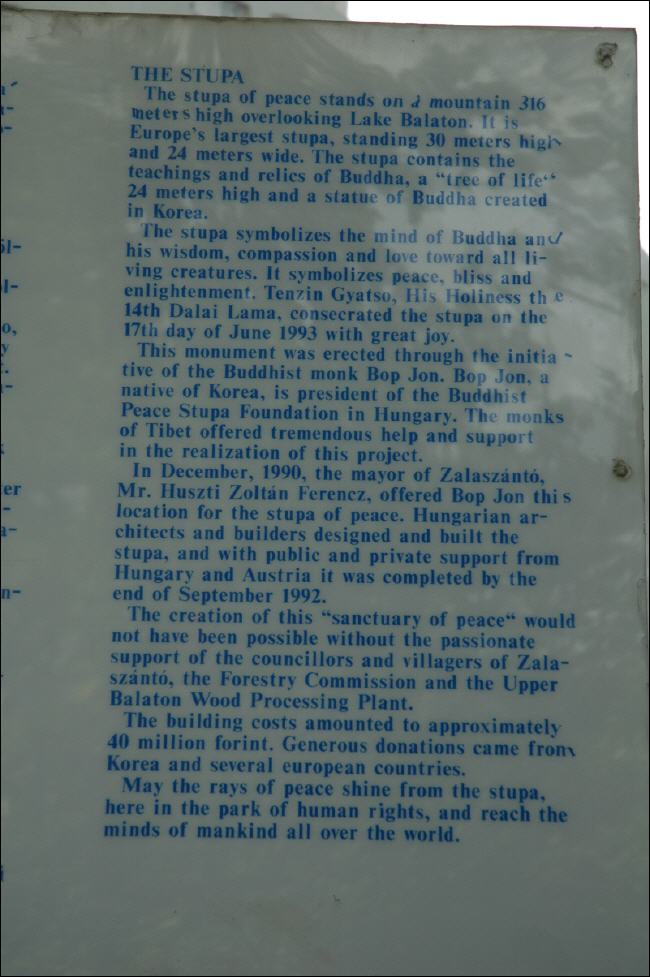 THE STUPA
The stupa of peace stands on a mountain 316
meters high overlooking Lake Balaton. It is
Europe's largest stupa, standing 30 meters high
and 24 meters wide. The stupa contains the
teachings and relics of Buddha, a "tree of life"
24 meters high and a statue of Buddha created
in Korea.
The stupa symbolizes the mind of Buddha and
his wisdom, compassion and love toward all li-
ving creatures. It symbolizes peace, bliss and
enlightenment. Tenzin Gyatso, His Holiness the
14th Dalai Lama, consecrated the stupa on the
17th day of June 1993 with great joy.
This monument was erected through the initia-
tive of the Buddhist monk Bop Jon. Bop Jon, a
native of Korea, is president of the Buddhist
Peace Stupa Foundation in Hungary. The monks
of Tibet offered tremendous help and support
in the realization of this project.
In December, 1990, the mayor of Zalaszántó,
Mr. Huszti Zoltán Ferencz, offered Bop Jon this
location for the stupa of peace. Hungarian ar-
chitects and builders designed and built the
stupa, and with public and private support from
Hungary and Austria it was completed by the
end of September 1992.
The creation of this "sanctuary of peace" would
not have been possible without the passionate
support of the councillors and villagers of Zala-
szántó, the Forestry Commission and the Upper
Balaton Wood Processing Plant.
The building costs amounted to approximately
40 million forint. Generous donations came from
Korea and several european countries.
May the rays of peace shine from the stupa,
here in the park of human rights, and reach the
minds of mankind all over the world.